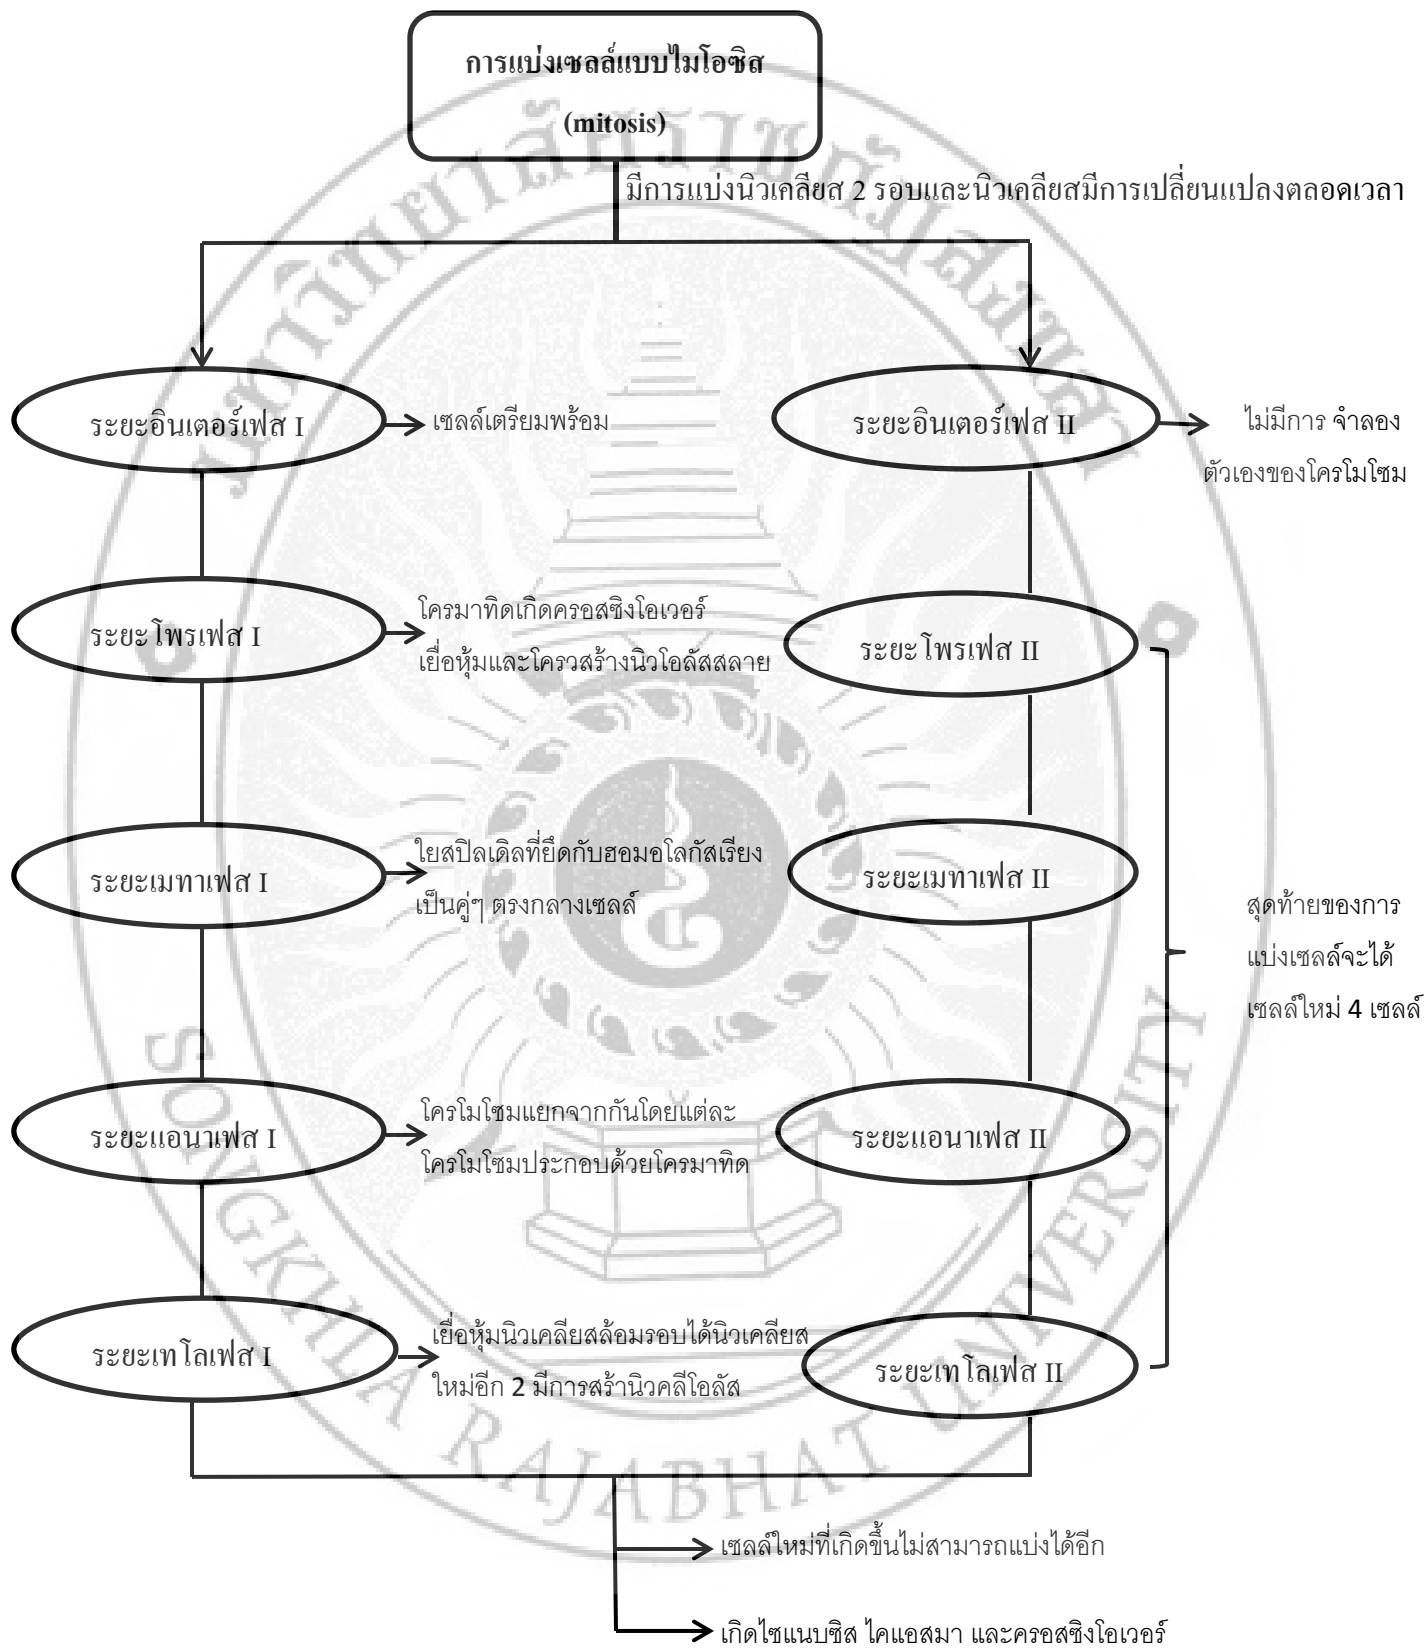 การแบ่งเซลล์แบบไมโอซิส
(mitosis)
มีการแบ่งนิวเคลียส 2 รอบและนิวเคลียสมีการเปลี่ยนแปลงตลอดเวลา
ระยะอินเตอร์เฟส I
เซลล์เตรียมพร้อม
ระยะอินเตอร์เฟส II
ไม่มีการ จำลอง
ตัวเองของโครโมโซม
ระยะโพรเฟส I
โครมาทิดเกิดครอสซิงโอเวอร์
เยื่อหุ้มและโครวสร้างนิวโอลัสสลาย
ระยะโพรเฟส II
ระยะเมทาเฟส I
ใยสปิลเดิลที่ยึดกับฮอมอโลกัสเรียง
เป็นคู่ๆ ตรงกลางเซลล์
ระยะเมทาเฟส II
สุดท้ายของการ
แบ่งเซลล์จะได้
เซลล์ใหม่ 4 เซลล์
ระยะแอนาเฟส I
โครโมโซมแยกจากกันโดยแต่ละ
โครโมโซมประกอบด้วยโครมาทิด
ระยะแอนาเฟส II
ระยะเทโลเฟส I
เยื่อหุ้มนิวเคลียสล้อมรอบได้นิวเคลียส
ใหม่อีก 2 มีการสร้านิวคลีโอลัส
ระยะเทโลเฟส II
เซลล์ใหม่ที่เกิดขึ้นไม่สามารถแบ่งได้อีก
เกิดไซแนบซิส ไคแอสมา และครอสซิงโอเวอร์
มหาวิทยาลัยราชภัฏสงขลา
SONGKHLA RAJABHAT UNIVERSITY